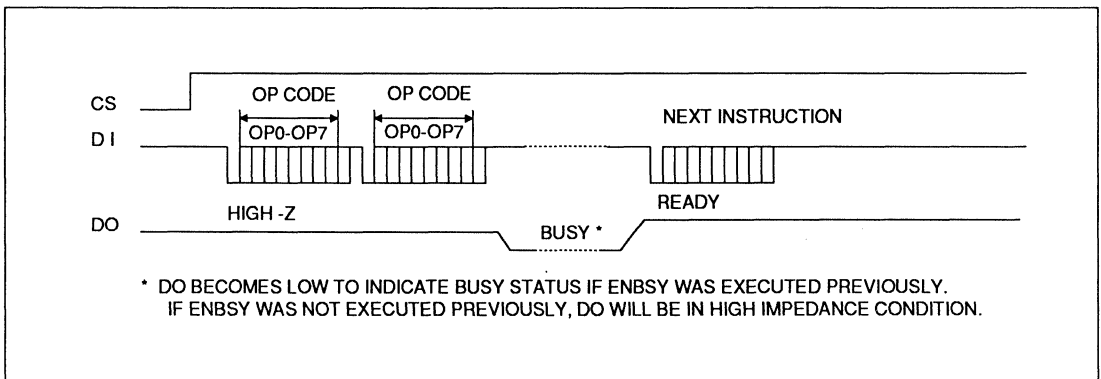 CS
OP CODE OP CODE
NEXT INSTRUCTION
D I
OP0-OP7 OP0-OP7
HIGH -Z
READY
DO
BUSY *
* DO BECOMES LOW TO INDICATE BUSY STATUS IF ENBSY WAS EXECUTED PREVIOUSLY.
IF ENBSY WAS NOT EXECUTED PREVIOUSLY, DO WILL BE IN HIGH IMPEDANCE CONDITION.